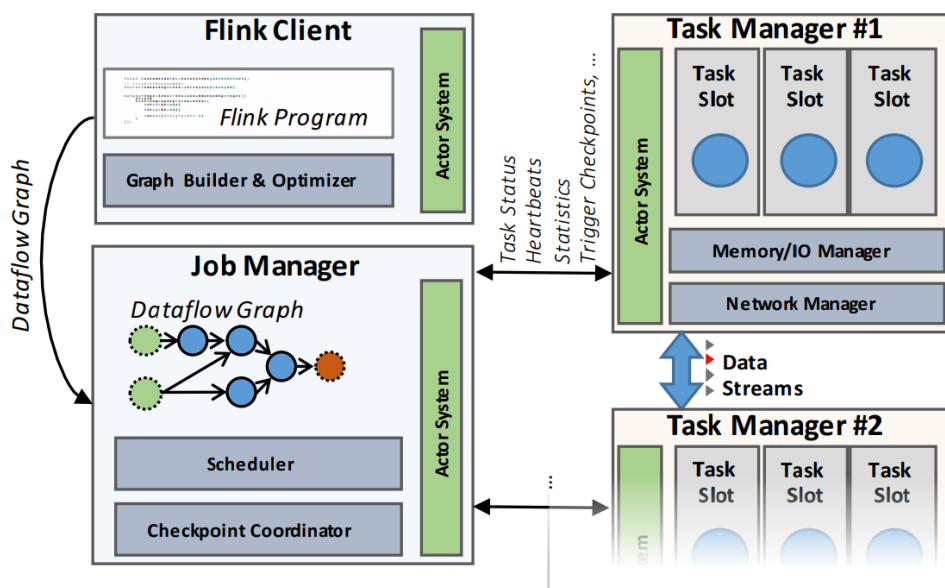 Flink Client
Flink Program
Graph Builder & Optimizer
Actor System
Dataflow Graph
Job Manager
Dataflow Graph
Scheduler
Checkpoint Coordinator
Actor System
Task Status
Heartbeats
Statistics
Trigger Checkpoints, ...
...
Task Manager #1
Actor System
Task
Slot
Task
Slot
Task
Slot
Memory/IO Manager
Network Manager
Data
Streams
Task Manager #2
Task
Slot
Task
Slot
Task
Slot